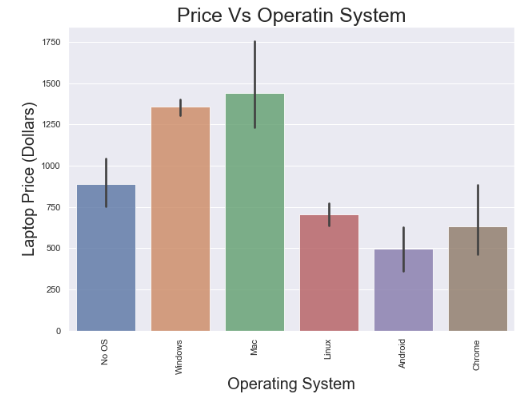 Price Vs Operatin System
Laptop Price (Dollars)
1750
1500
1250
1000
750
500
250
0
No OS
Windows
Mac
Linux
Android
Chrome
Operating System